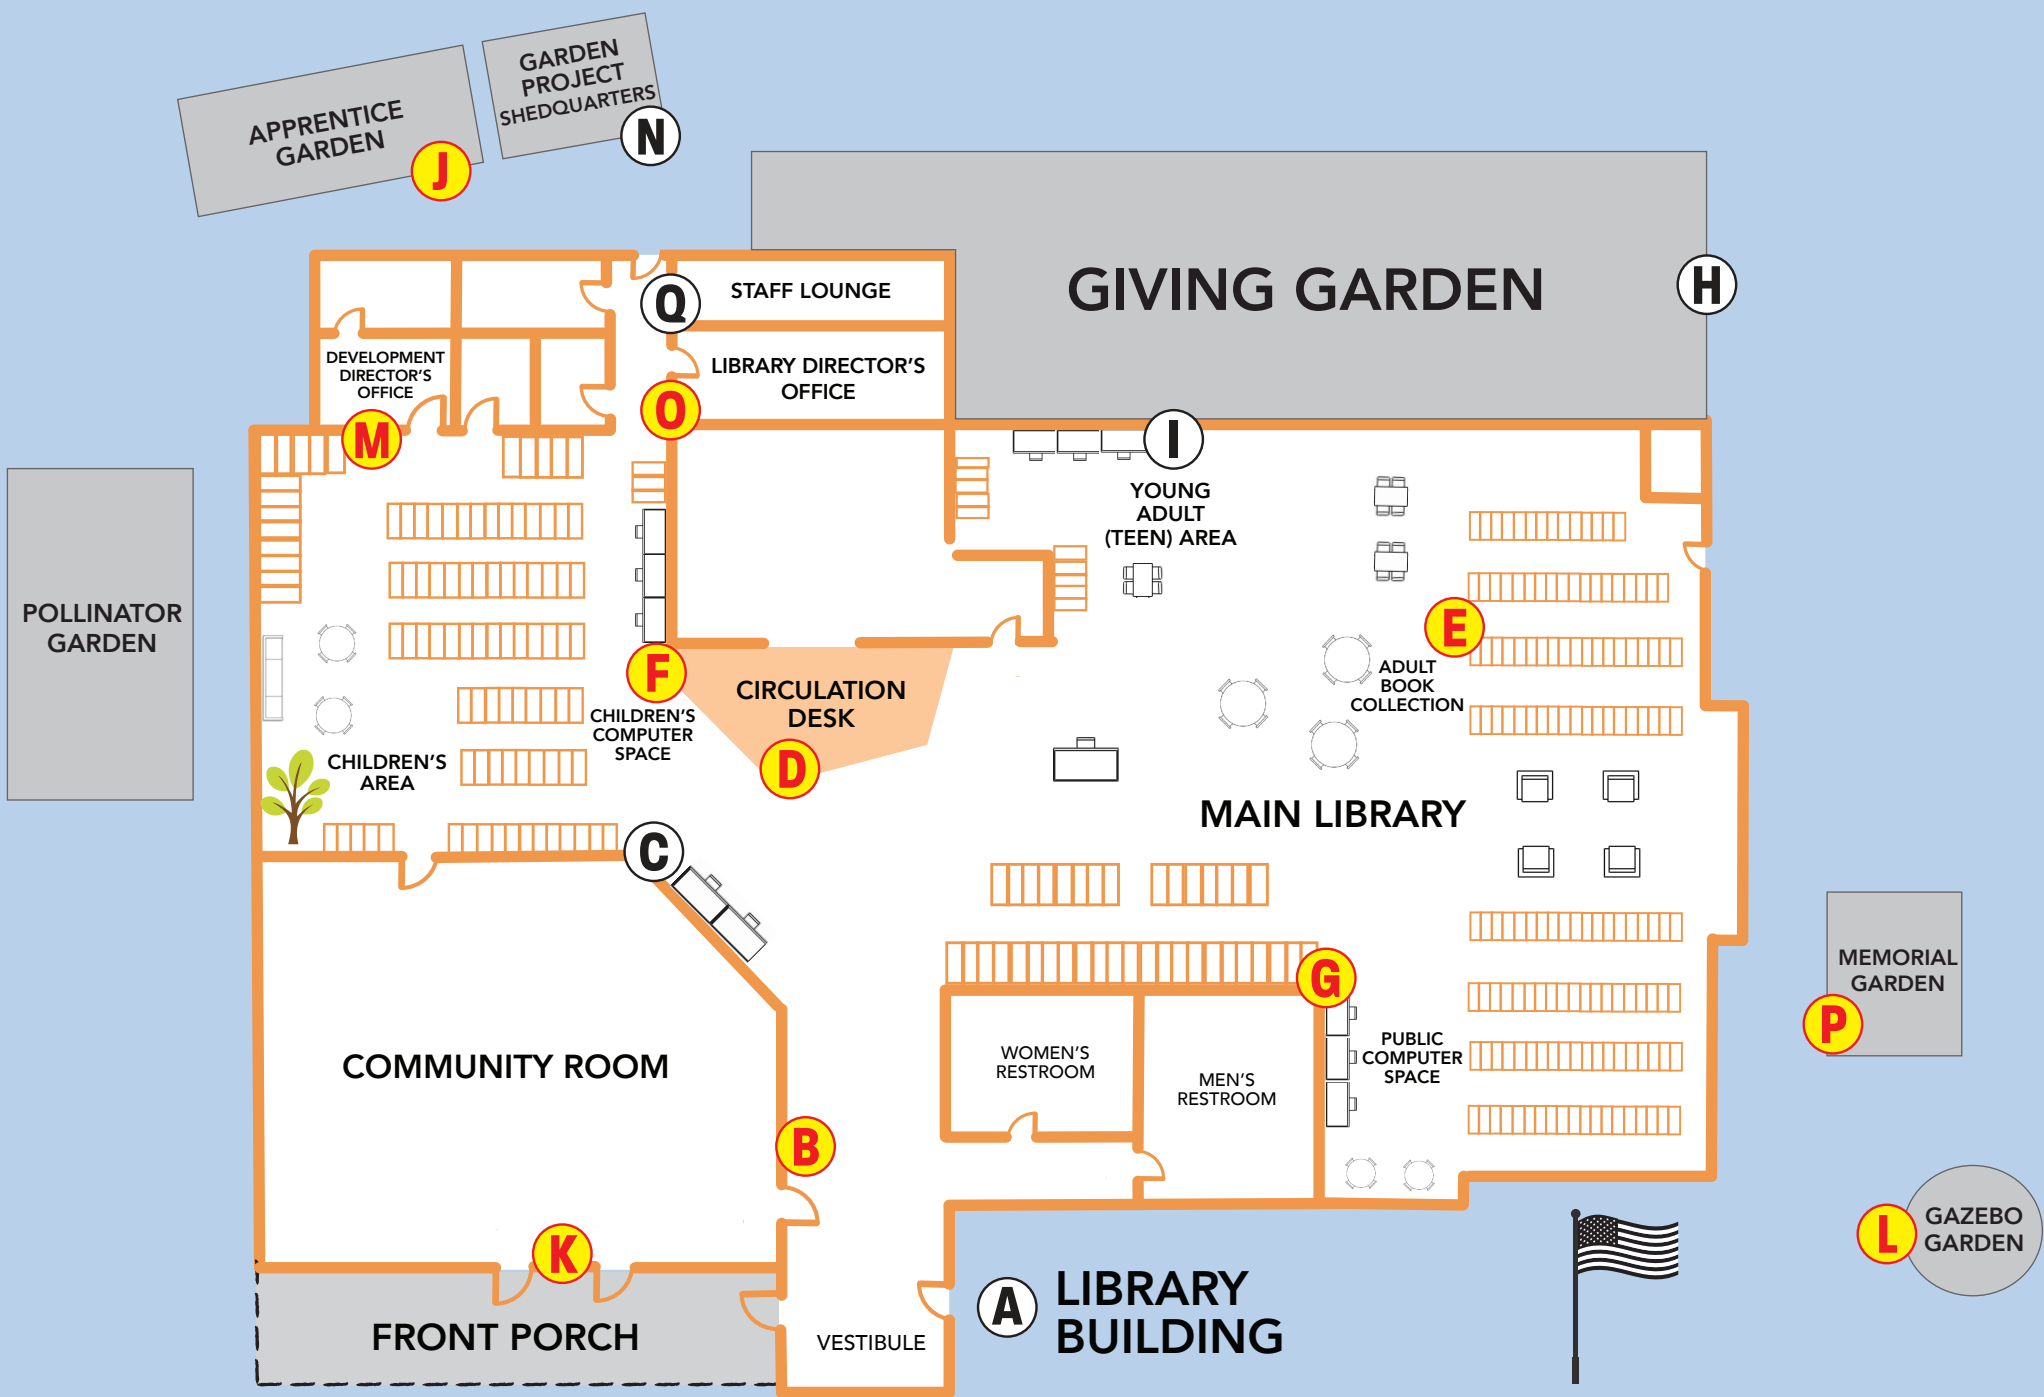 GARDEN
PROJECT
SHEDQUARTERS
N
APPRENTICE
GARDEN
J
GIVING GARDEN
H
Q
STAFF LOUNGE
DEVELOPMENT
DIRECTOR'S
OFFICE
M
LIBRARY DIRECTOR'S
OFFICE
O
I
YOUNG
ADULT
(TEEN) AREA
POLLINATOR
GARDEN
E
ADULT
BOOK
COLLECTION
F
CHILDREN'S
COMPUTER
SPACE
CIRCULATION
DESK
D
CHILDREN'S
AREA
MAIN LIBRARY
C
G
MEMORIAL
GARDEN
P
COMMUNITY ROOM
WOMEN'S
RESTROOM
MEN'S
RESTROOM
PUBLIC
COMPUTER
SPACE
B
K
L
GAZEBO
GARDEN
FRONT PORCH
VESTIBULE
A
LIBRARY
BUILDING